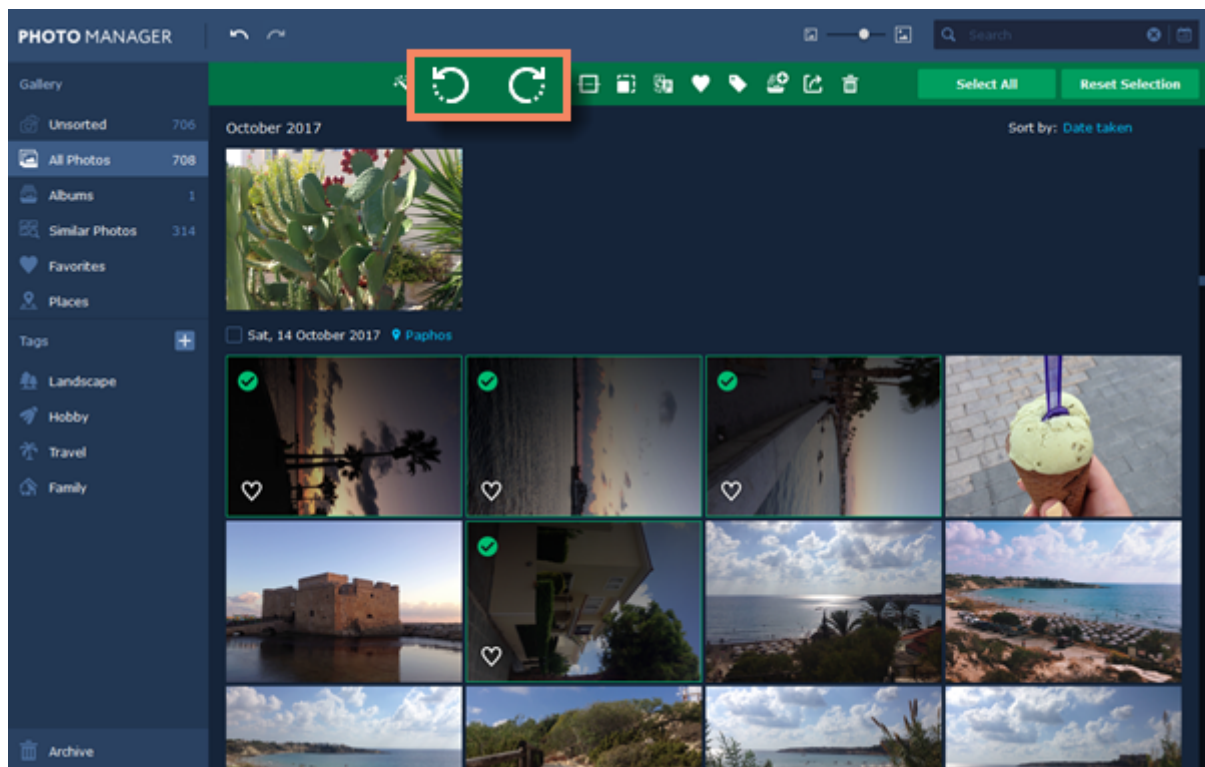 PHOTO MANAGER
Search
Gallery
Select All
Reset Selection
Unsorted 706
October 2017
Sort by: Date taken
All Photos 708
Albums 1
Similar Photos 314
Favorites
Places
Sat, 14 October 2017 Paphos
Tags
Landscape
Hobby
Travel
Family
Archive